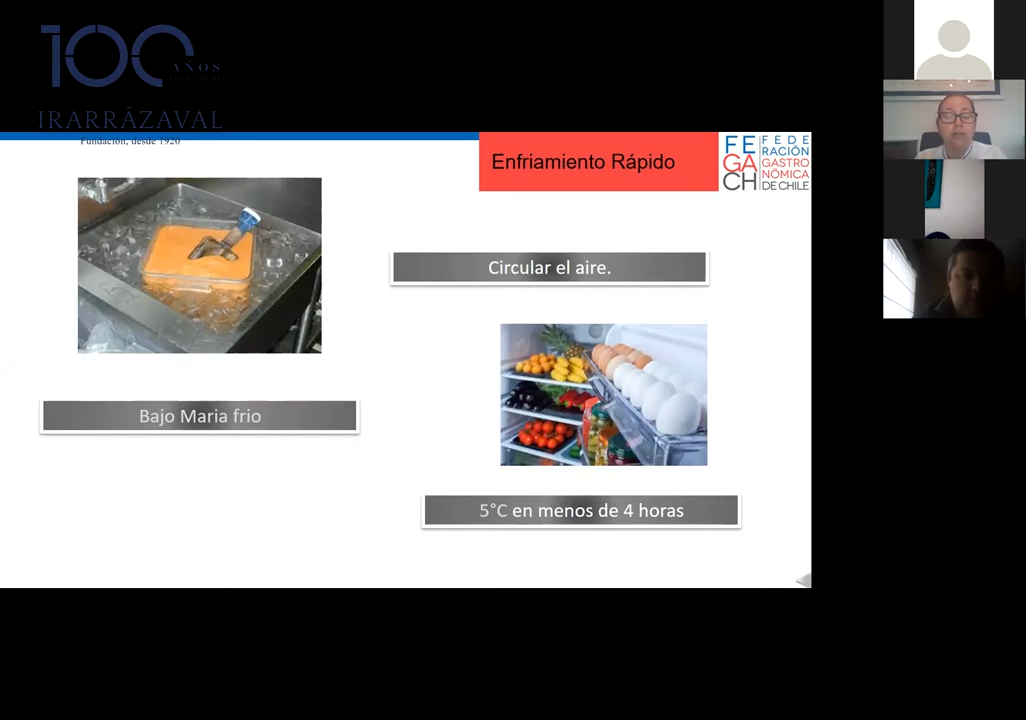 100
AÑOS
IRARRÁZAVAL
Fundación, desde 1920
Enfriamiento Rápido
FE
GA
CH
FEDE
RACIÓN
GASTRO
NÓMICA
DE CHILE
Circular el aire.
Bajo Maria frio
5°C en menos de 4 horas